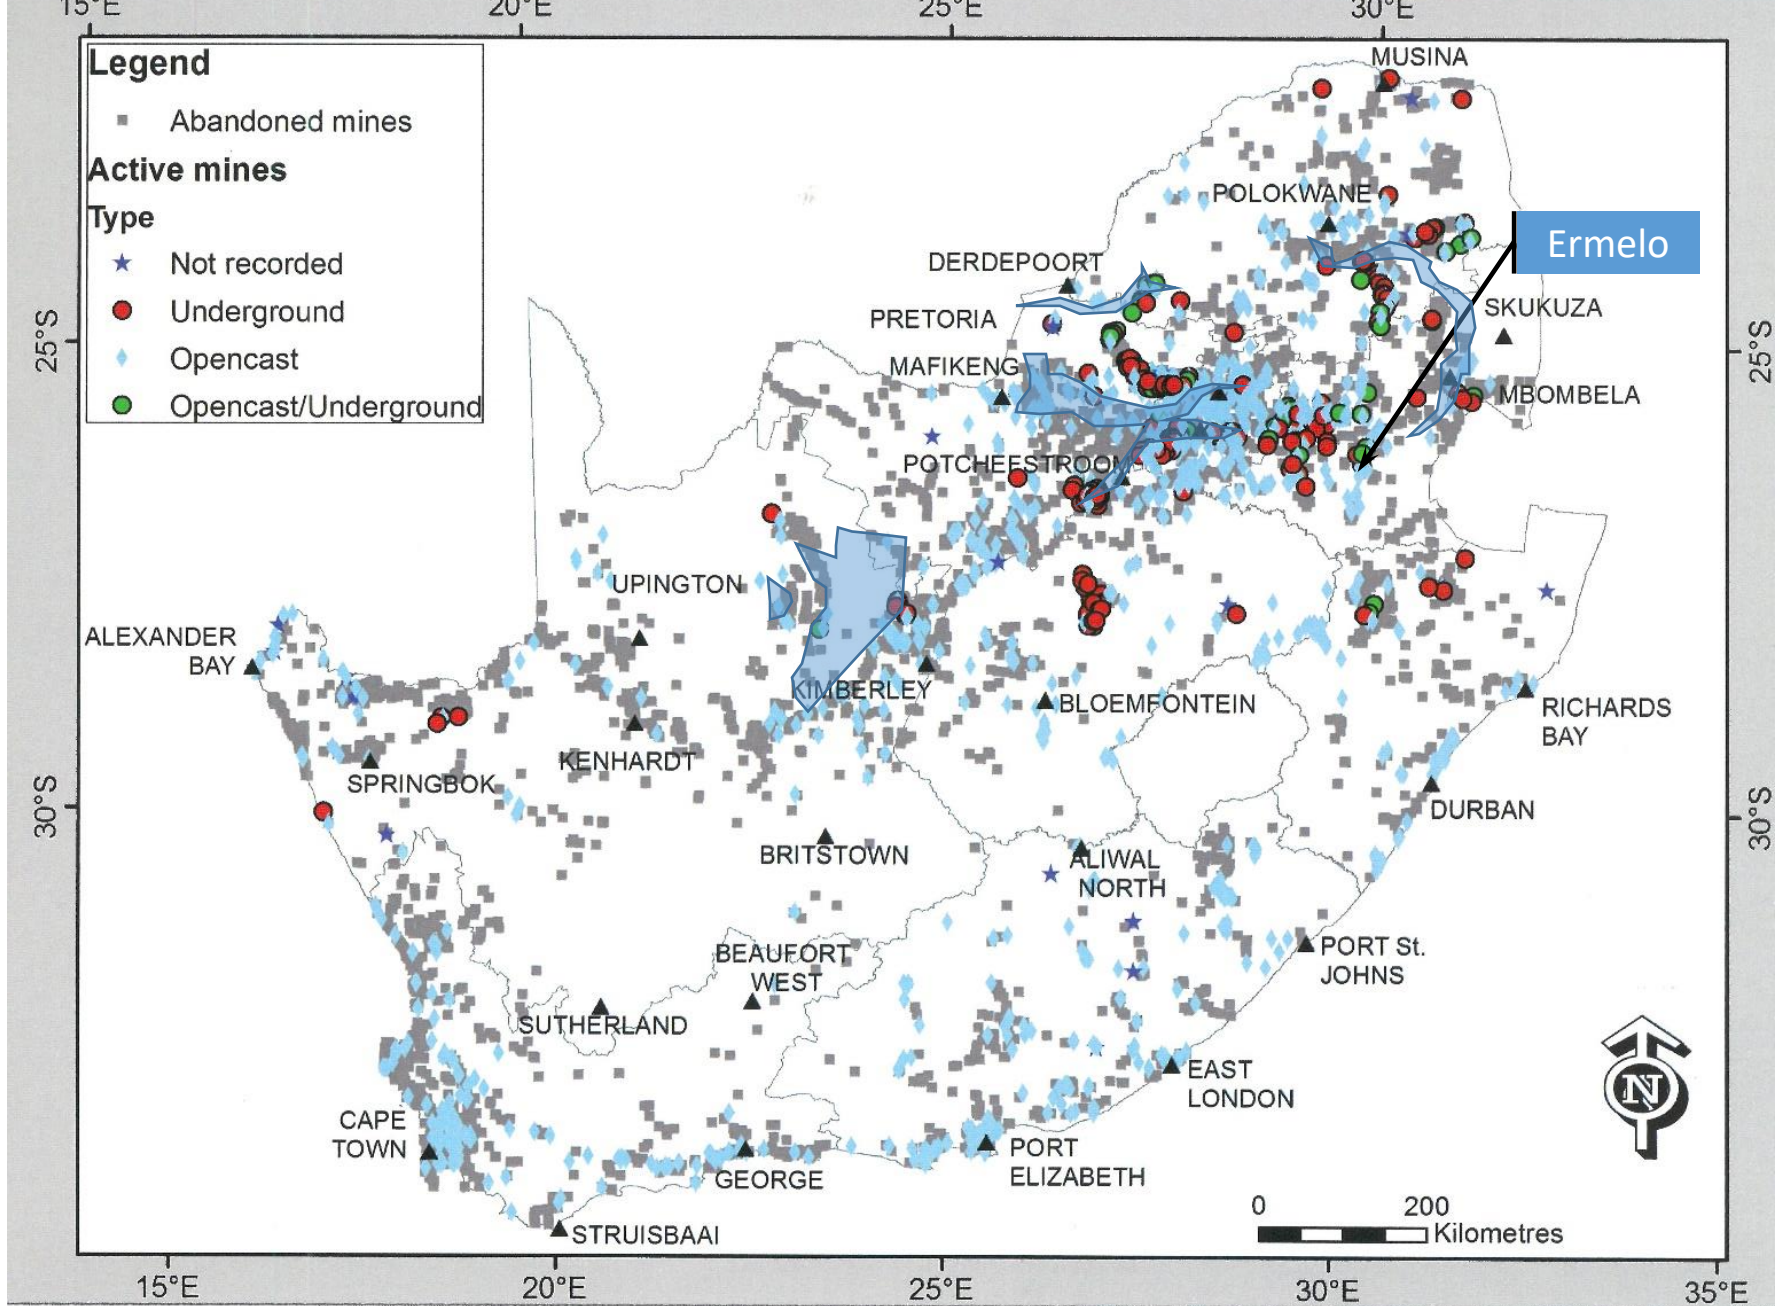 15°E 20°E 25°E 30°E
Legend
Abandoned mines
Active mines
Type
Not recorded
Underground
Opencast
Opencast/Underground
MUSINA
POLOKWANE
Ermelo
DERDEPOORT
SKUKUZA
PRETORIA
25°S
25°S
MAFIKENG
MBOMBELA
POTCHEFSTROOM
UPINGTON
ALEXANDER
BAY
KIMBERLEY
BLOEMFONTEIN
RICHARDS
BAY
KENHARDT
SPRINGBOK
30°S
30°S
DURBAN
BRITSTOWN
ALIWAL
NORTH
BEAUFORT
WEST
PORT St.
JOHNS
SUTHERLAND
EAST
LONDON
N
CAPE
TOWN
PORT
ELIZABETH
GEORGE
0 200
Kilometres
STRUISBAAI
15°E 20°E 25°E 30°E 35°E